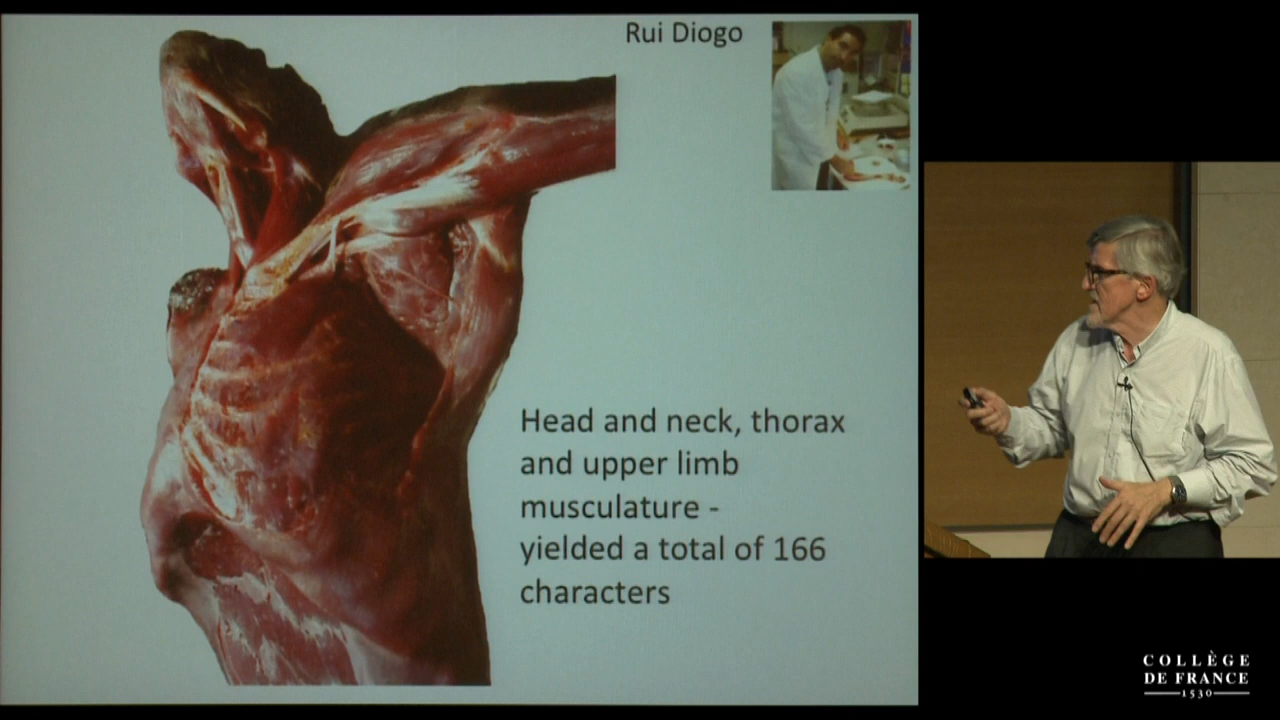 Rui Diogo
Head and neck, thorax
and upper limb
musculature -
yielded a total of 166
characters
COLLÈGE
DE FRANCE
1530